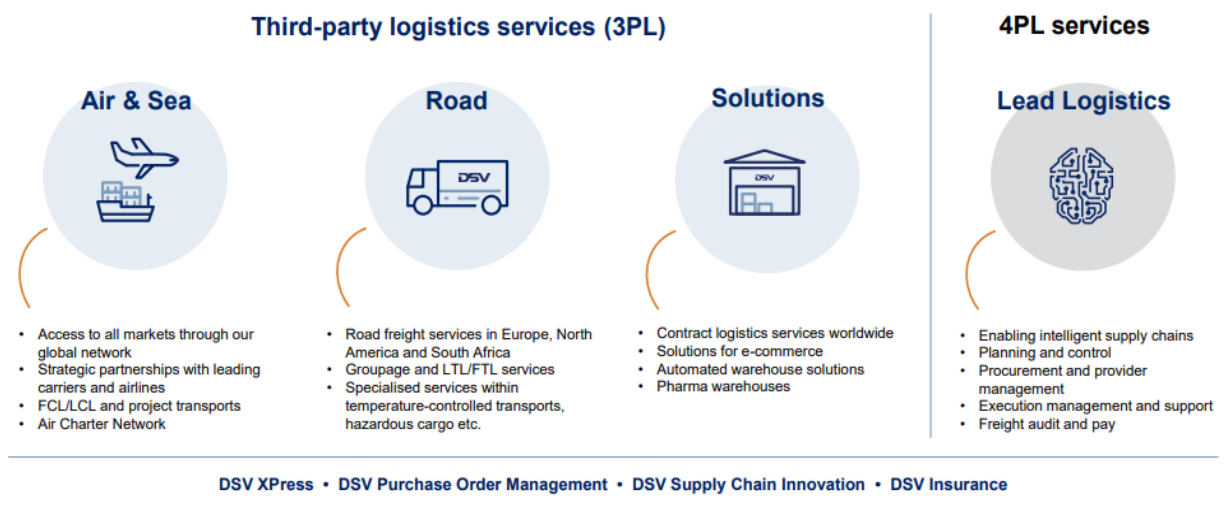 Third-party logistics services (3PL)
4PL services
Air & Sea
• Access to all markets through our
global network
• Strategic partnerships with leading
carriers and airlines
• FCL/LCL and project transports
• Air Charter Network
Road
DSV
• Road freight services in Europe, North
America and South Africa
• Groupage and LTL/FTL services
• Specialised services within
temperature-controlled transports,
hazardous cargo etc.
Solutions
DSV
• Contract logistics services worldwide
• Solutions for e-commerce
• Automated warehouse solutions
• Pharma warehouses
Lead Logistics
• Enabling intelligent supply chains
• Planning and control
• Procurement and provider
management
• Execution management and support
• Freight audit and pay
DSV XPress • DSV Purchase Order Management • DSV Supply Chain Innovation • DSV Insurance